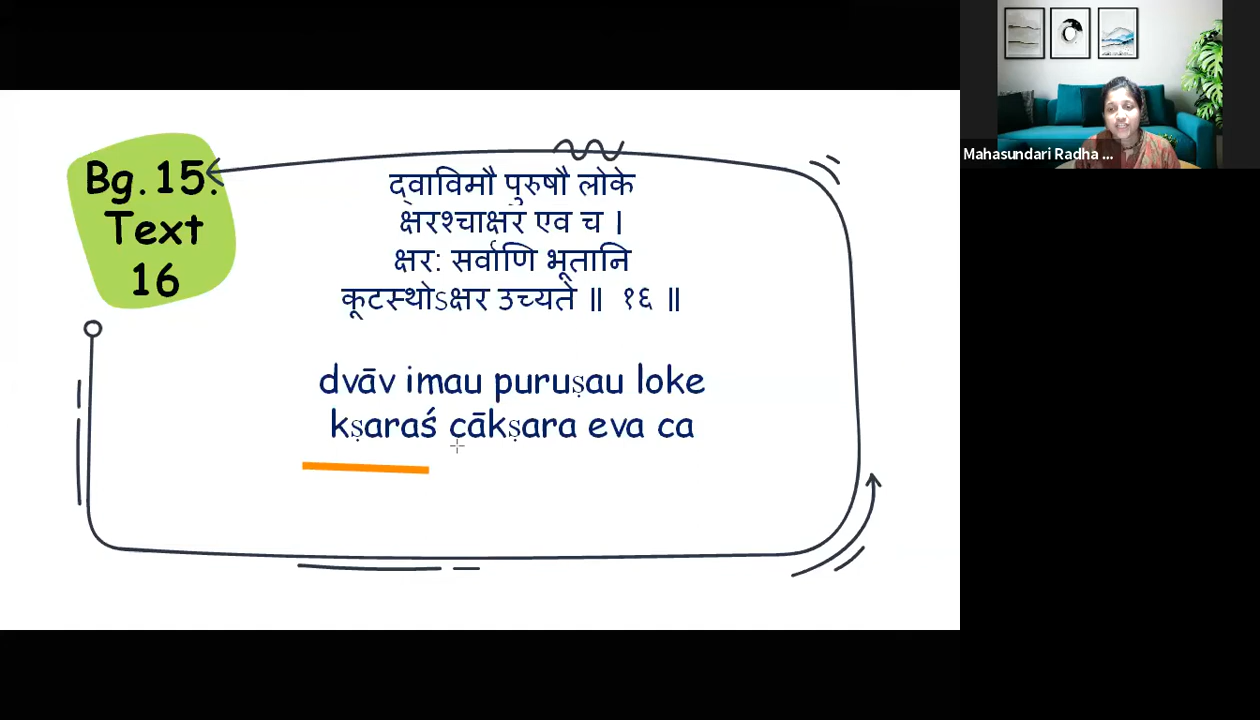 Bg. 15.
Text
16
द्वाविमौ पुरुषौ लोके
क्षरश्चाक्षर एव च ।
क्षर: सर्वाणि भूतानि
कूटस्थोऽक्षर उच्यते ॥ १६ ॥
dvāv imau puruṣau loke
kṣaraś cākṣara eva ca
Mahasundari Radha ...